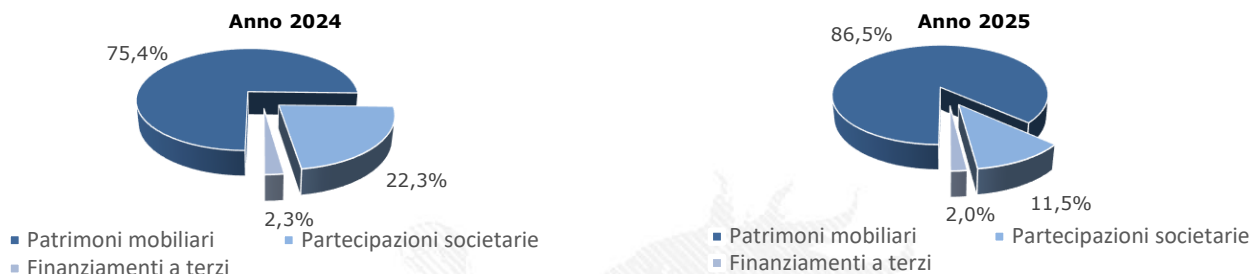 Anno 2024
75,4%
22,3%
2,3%
Patrimoni mobiliari
Partecipazioni societarie
Finanziamenti a terzi
Anno 2025
86,5%
11,5%
2,0%
Patrimoni mobiliari
Partecipazioni societarie
Finanziamenti a terzi